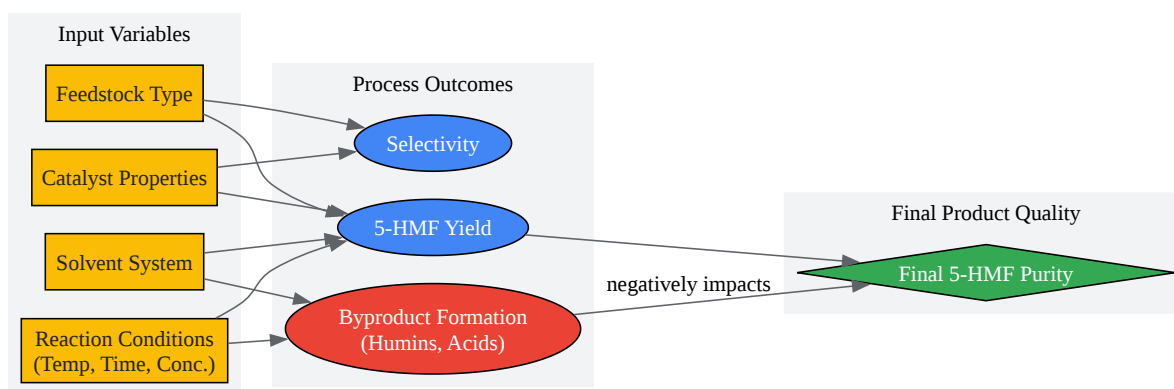 Input Variables
Feedstock Type
Catalyst Properties
Solvent System
Reaction Conditions
(Temp, Time, Conc.)
Process Outcomes
Selectivity
5-HMF Yield
Byproduct Formation
(Humins, Acids)
negatively impacts
Final Product Quality
Final 5-HMF Purity